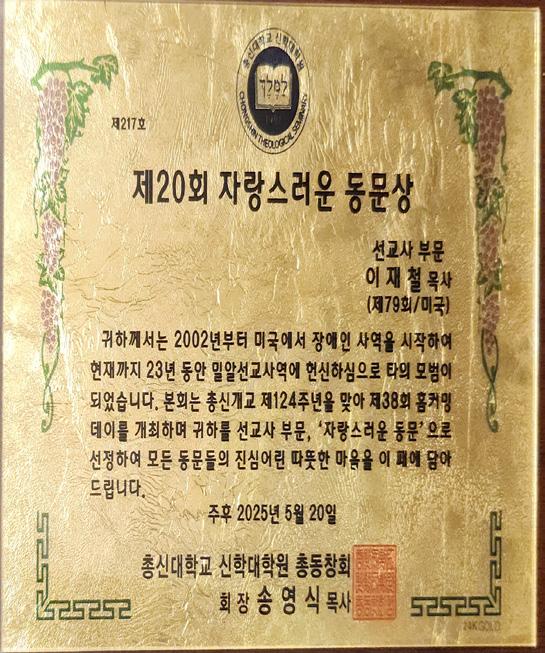 총신대학교 신학대학원
CHONGSHIN THEOLOGICAL SEMINARY
제217호
제20회 자랑스러운 동문상
선교사 부문
이재철 목사
(제79회/미국)
귀하께서는 2002년부터 미국에서 장애인 사역을 시작하여
현재까지 23년 동안 밀알선교사역에 헌신하심으로 타의 모범이
되었습니다. 본회는 총신개교 제124주년을 맞아 제38회 홈커밍
데이를 개최하며 귀하를 선교사 부문, '자랑스러운 동문'으로
선정하여 모든 동문들의 진심어린 따뜻한 마음을 이 패에 담아
드립니다.
주후 2025년 5월 20일
총신대학교 신학대학원 총동창회
회장 송영식 목사
24K GOLD